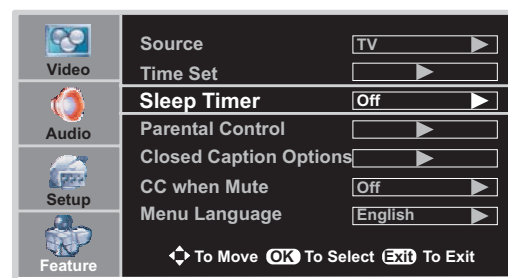 Video
Audio
Setup
Feature
Source TV
Time Set
Sleep Timer Off
Parental Control
Closed Caption Options
CC when Mute Off
Menu Language English
To Move OK To Select Exit To Exit